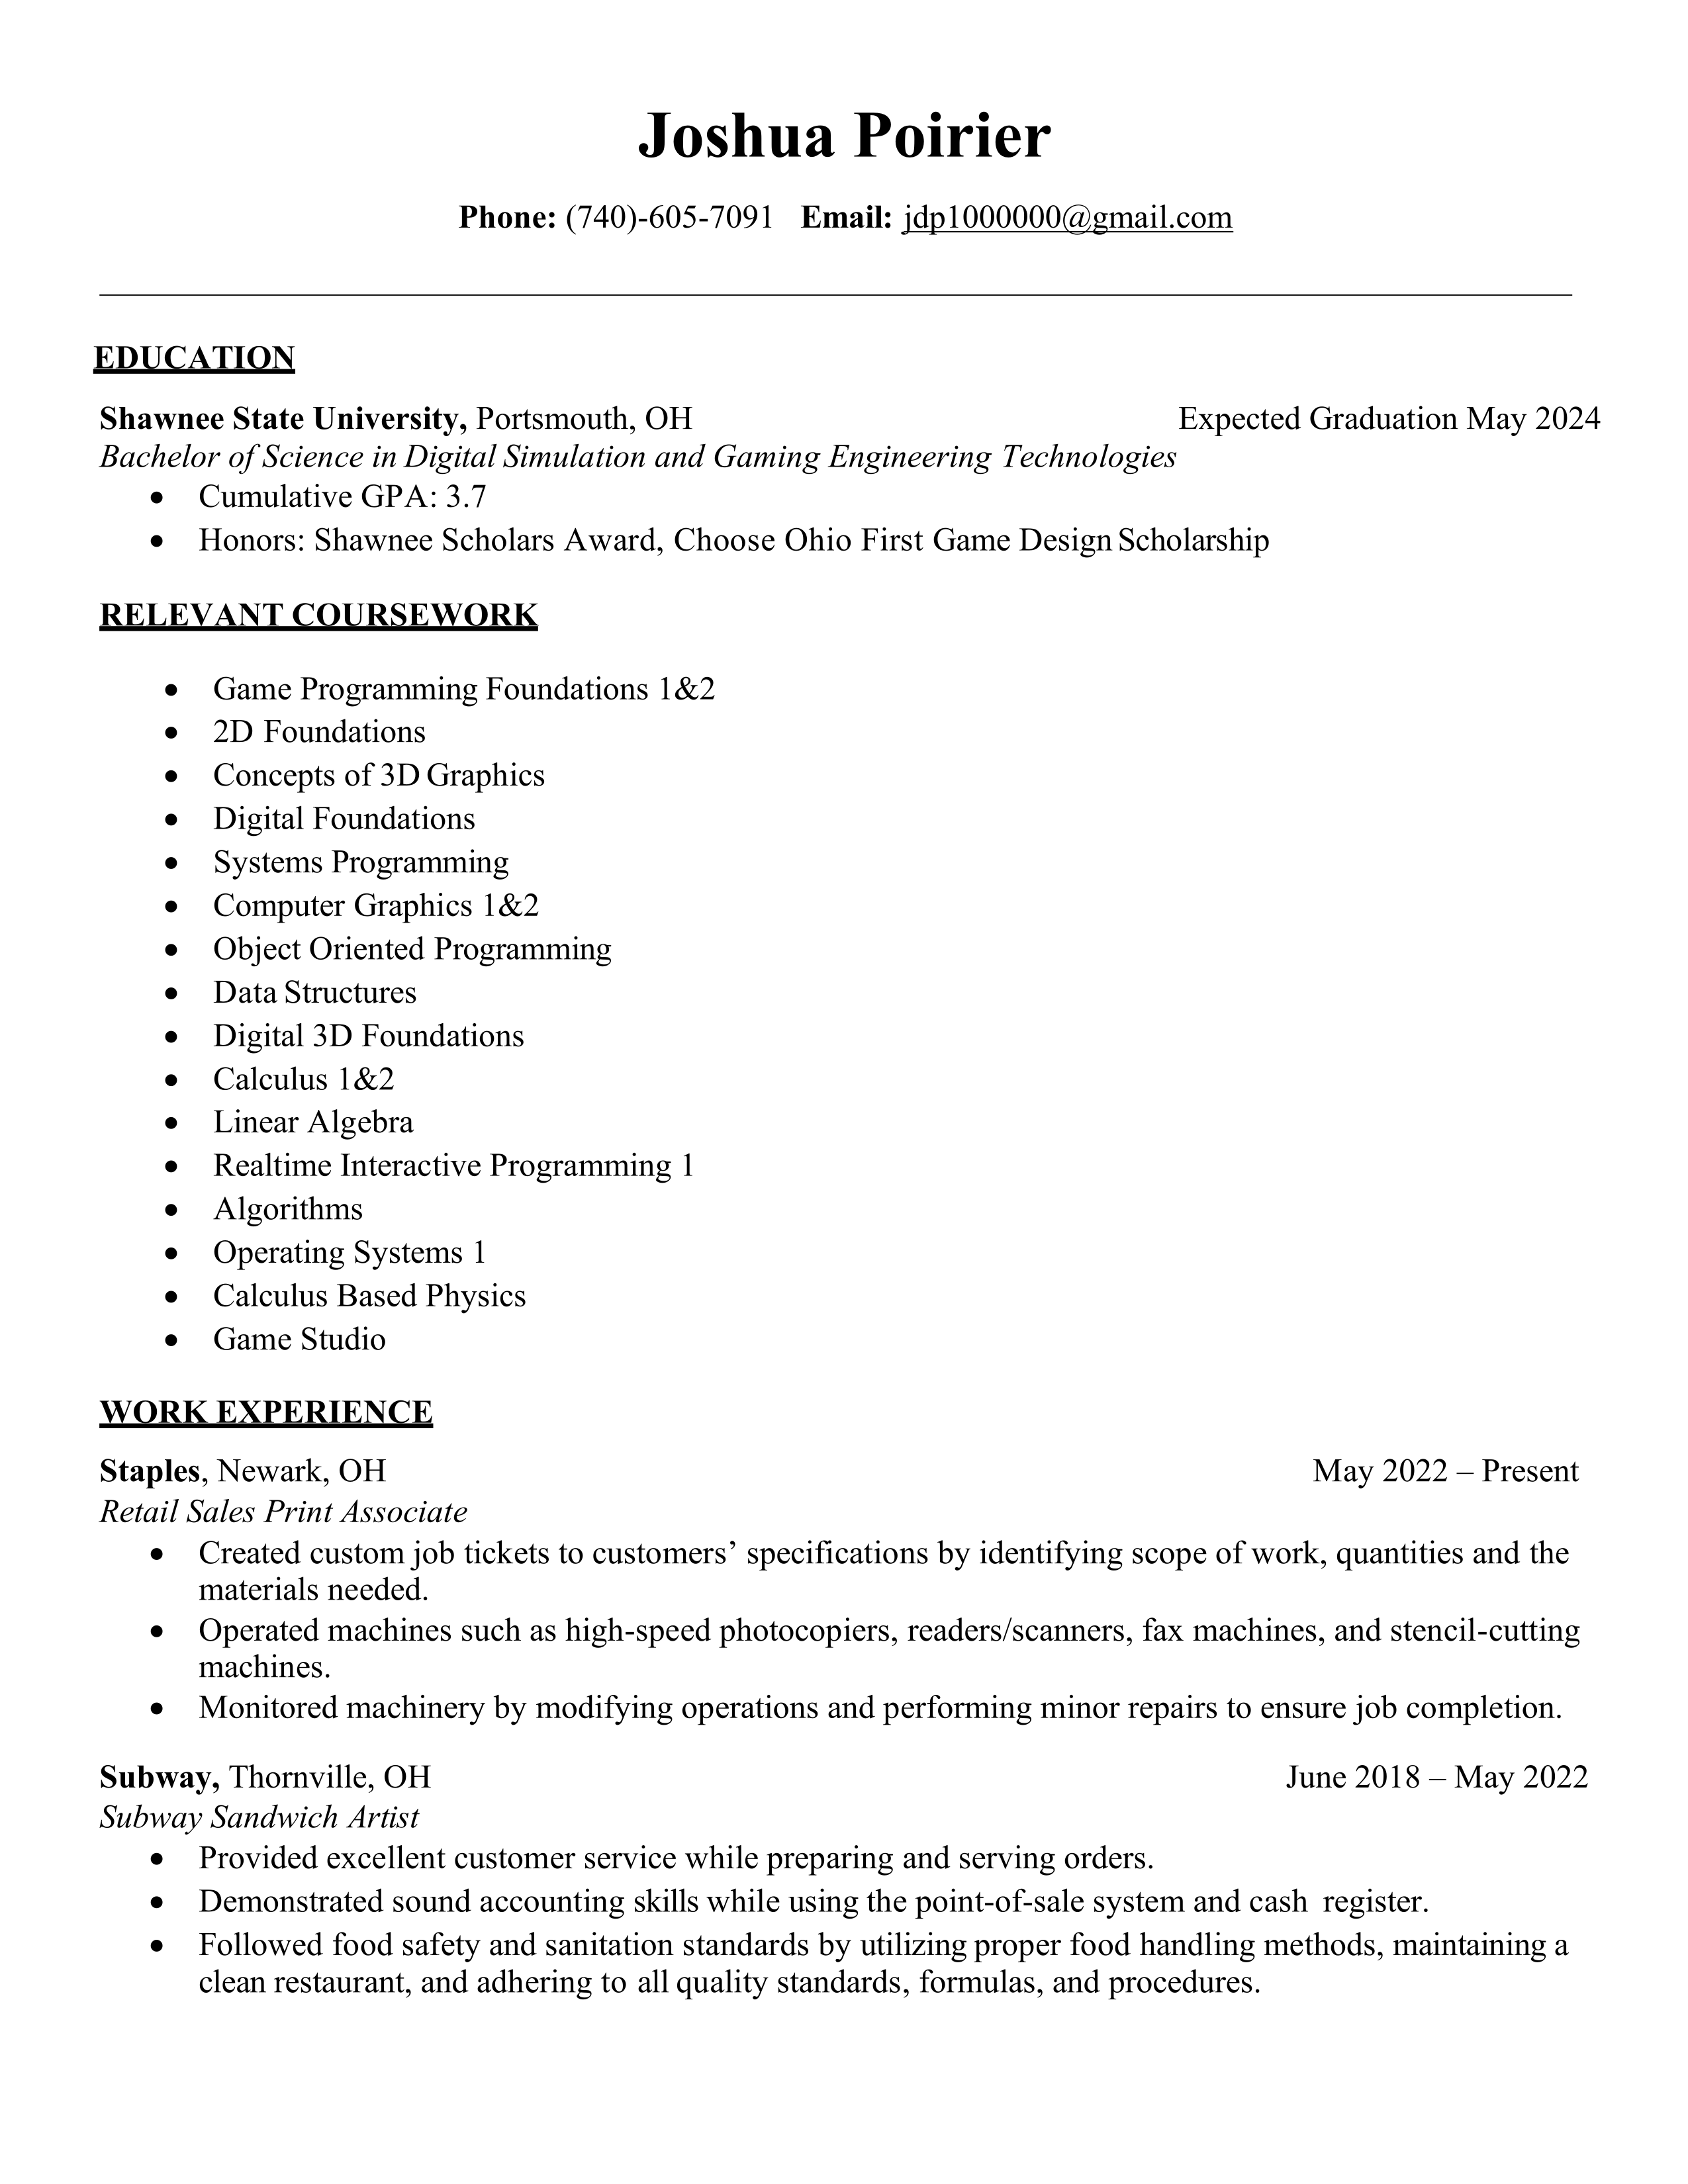 Joshua Poirier
Phone: (740)-605-7091 Email: jdp1000000@gmail.com
EDUCATION
Shawnee State University, Portsmouth, OH Expected Graduation May 2024
Bachelor of Science in Digital Simulation and Gaming Engineering Technologies
• Cumulative GPA: 3.7
• Honors: Shawnee Scholars Award, Choose Ohio First Game Design Scholarship
RELEVANT COURSEWORK
• Game Programming Foundations 1&2
• 2D Foundations
• Concepts of 3D Graphics
• Digital Foundations
• Systems Programming
• Computer Graphics 1&2
• Object Oriented Programming
• Data Structures
• Digital 3D Foundations
• Calculus 1&2
• Linear Algebra
• Realtime Interactive Programming 1
• Algorithms
• Operating Systems 1
• Calculus Based Physics
• Game Studio
WORK EXPERIENCE
Staples, Newark, OH May 2022 – Present
Retail Sales Print Associate
• Created custom job tickets to customers’ specifications by identifying scope of work, quantities and the
materials needed.
• Operated machines such as high-speed photocopiers, readers/scanners, fax machines, and stencil-cutting
machines.
• Monitored machinery by modifying operations and performing minor repairs to ensure job completion.
Subway, Thornville, OH June 2018 – May 2022
Subway Sandwich Artist
• Provided excellent customer service while preparing and serving orders.
• Demonstrated sound accounting skills while using the point-of-sale system and cash register.
• Followed food safety and sanitation standards by utilizing proper food handling methods, maintaining a
clean restaurant, and adhering to all quality standards, formulas, and procedures.